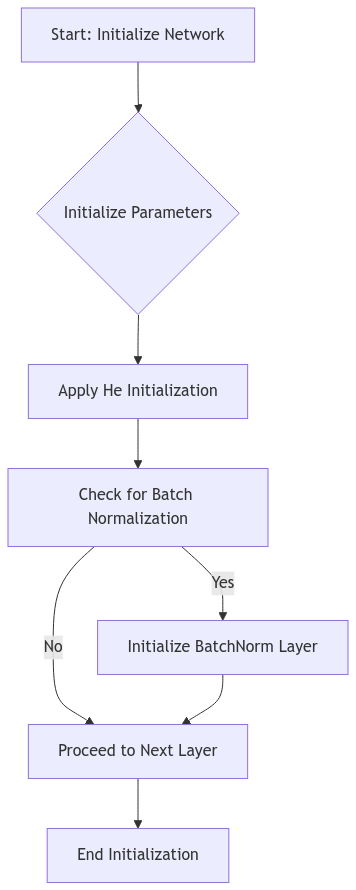 Start: Initialize Network
Initialize Parameters
Apply He Initialization
Check for Batch
Normalization
Yes
Initialize BatchNorm Layer
No
Proceed to Next Layer
End Initialization